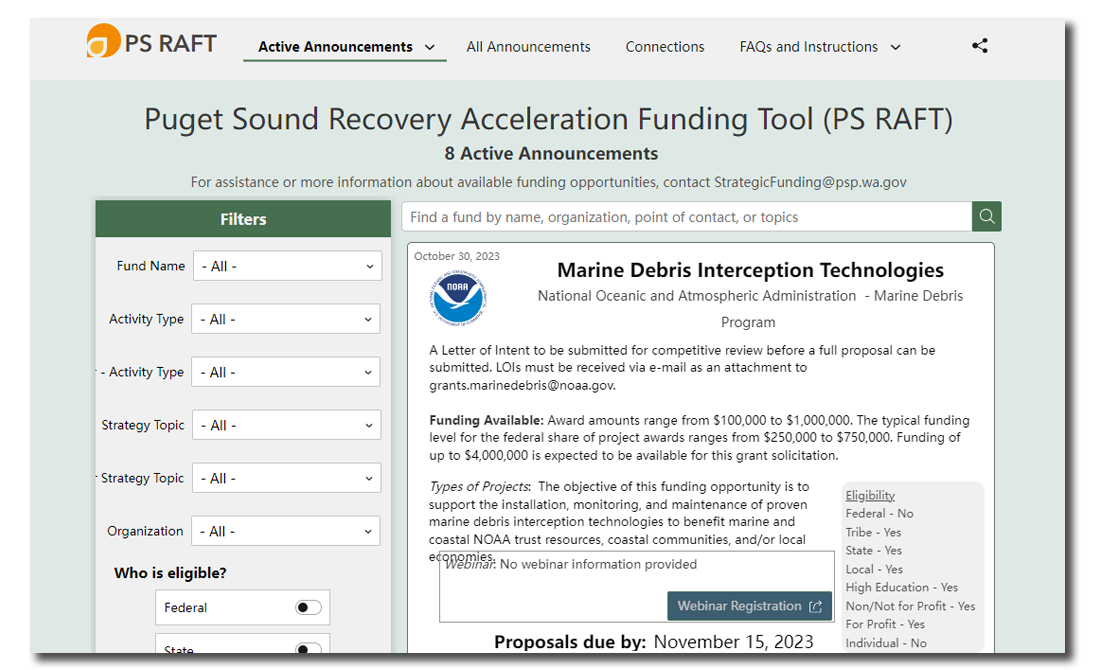 PS RAFT
Active Announcements
All Announcements
Connections
FAQs and Instructions
Puget Sound Recovery Acceleration Funding Tool (PS RAFT)
8 Active Announcements
For assistance or more information about available funding opportunities, contact StrategicFunding@psp.wa.gov
Filters
Fund Name
- All -
Activity Type
- All -
- Activity Type
- All -
Strategy Topic
- All -
Strategy Topic
- All -
Organization
- All -
Who is eligible?
Federal
State
Find a fund by name, organization, point of contact, or topics
October 30, 2023
NOAA
Marine Debris Interception Technologies
National Oceanic and Atmospheric Administration - Marine Debris
Program
A Letter of Intent to be submitted for competitive review before a full proposal can be
submitted. LOIs must be received via e-mail as an attachment to
grants.marinedebris@noaa.gov.
Funding Available: Award amounts range from $100,000 to $1,000,000. The typical funding
level for the federal share of project awards ranges from $250,000 to $750,000. Funding of
up to $4,000,000 is expected to be available for this grant solicitation.
Types of Projects: The objective of this funding opportunity is to
support the installation, monitoring, and maintenance of proven
marine debris interception technologies to benefit marine and
coastal NOAA trust resources, coastal communities, and/or local
economies.
Webinar: No webinar information provided
Webinar Registration
Proposals due by: November 15, 2023
Eligibility
Federal - No
Tribe - Yes
State - Yes
Local - Yes
High Education - Yes
Non/Not for Profit - Yes
For Profit - Yes
Individual - No